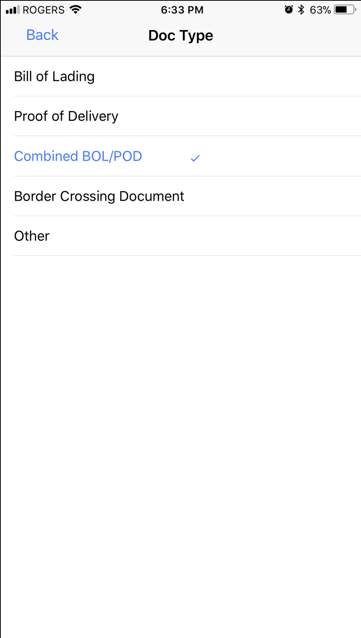 ROGERS 6:33 PM 63%
Back Doc Type
Bill of Lading
Proof of Delivery
Combined BOL/POD
Border Crossing Document
Other